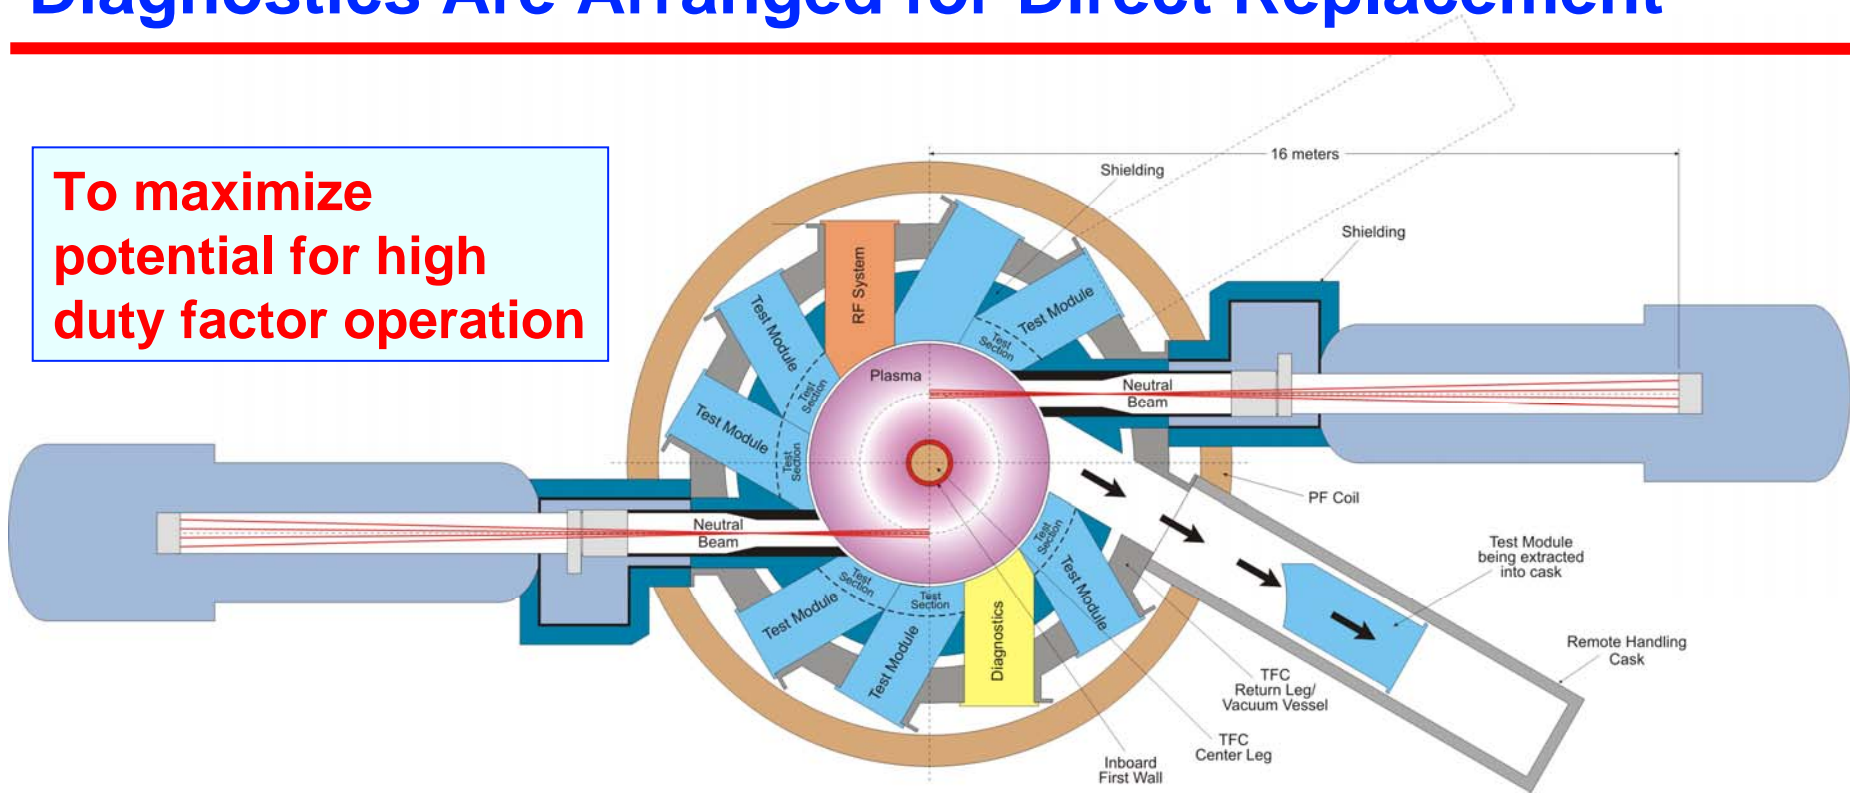 Diagnostics Are Arranged for Direct Replacement
To maximize
potential for high
duty factor operation
16 meters
Shielding
Shielding
RF System
Test Module
Test
Section
Test Module
Test
Section
Test Module
Test
Section
Plasma
Neutral
Beam
Neutral
Beam
PF Coil
Test Module
being extracted
into cask
Remote Handling
Cask
Test
Section
Test Module
Test
Section
Test Module
Test
Section
Test Module
Diagnostics
TFC
Return Leg/
Vacuum Vessel
TFC
Center Leg
Inboard
First Wall